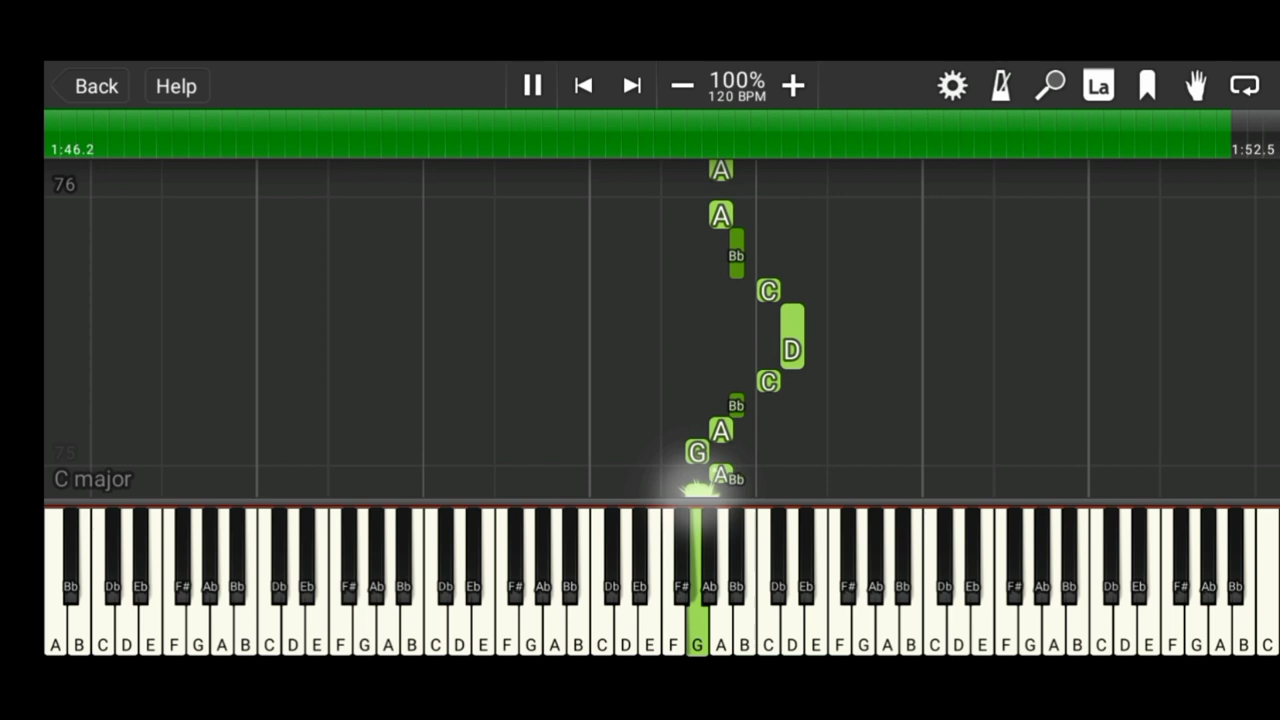 Back Help 100% La
120 BPM
1:46.2 1:52.5
A
76
A
Bb
C
D
C
Bb
A
G
75
A Bb
C major
Bb Db Eb F# Ab Bb Db Eb F# Ab Bb Db Eb F# Ab Bb Db Eb F# Ab Bb Db Eb F# Ab Bb Db Eb F# Ab Bb Db Eb F# Ab Bb
A B C D E F G A B C D E F G A B C D E F G A B C D E F G A B C D E F G A B C D E F G A B C D E F G A B C